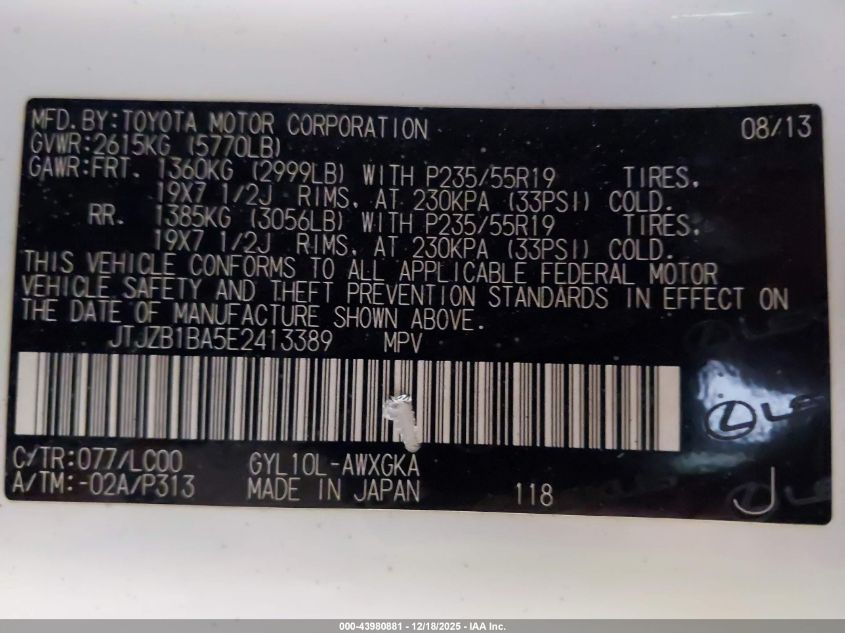 MFD.BY:TOYOTA MOTOR CORPORATION 08/13
GVWR:2615KG (5770LB)
GAWR:FRT. 1360KG (2999LB) WITH P235/55R19 TIRES,
19X7 1/2J RIMS, AT 230KPA (33PSI) COLD.
RR. 1385KG (3056LB) WITH P235/55R19 TIRES,
19X7 1/2J RIMS, AT 230KPA (33PSI) COLD.
THIS VEHICLE CONFORMS TO ALL APPLICABLE FEDERAL MOTOR
VEHICLE SAFETY AND THEFT PREVENTION STANDARDS IN EFFECT ON
THE DATE OF MANUFACTURE SHOWN ABOVE.
JTJZB1BA5E2413389 MPV
C/TR:077/LC00 GYL10L-AWXGKA
A/TM:-02A/P313 MADE IN JAPAN 118 J
000-43980881 - 12/18/2025 - IAA Inc.